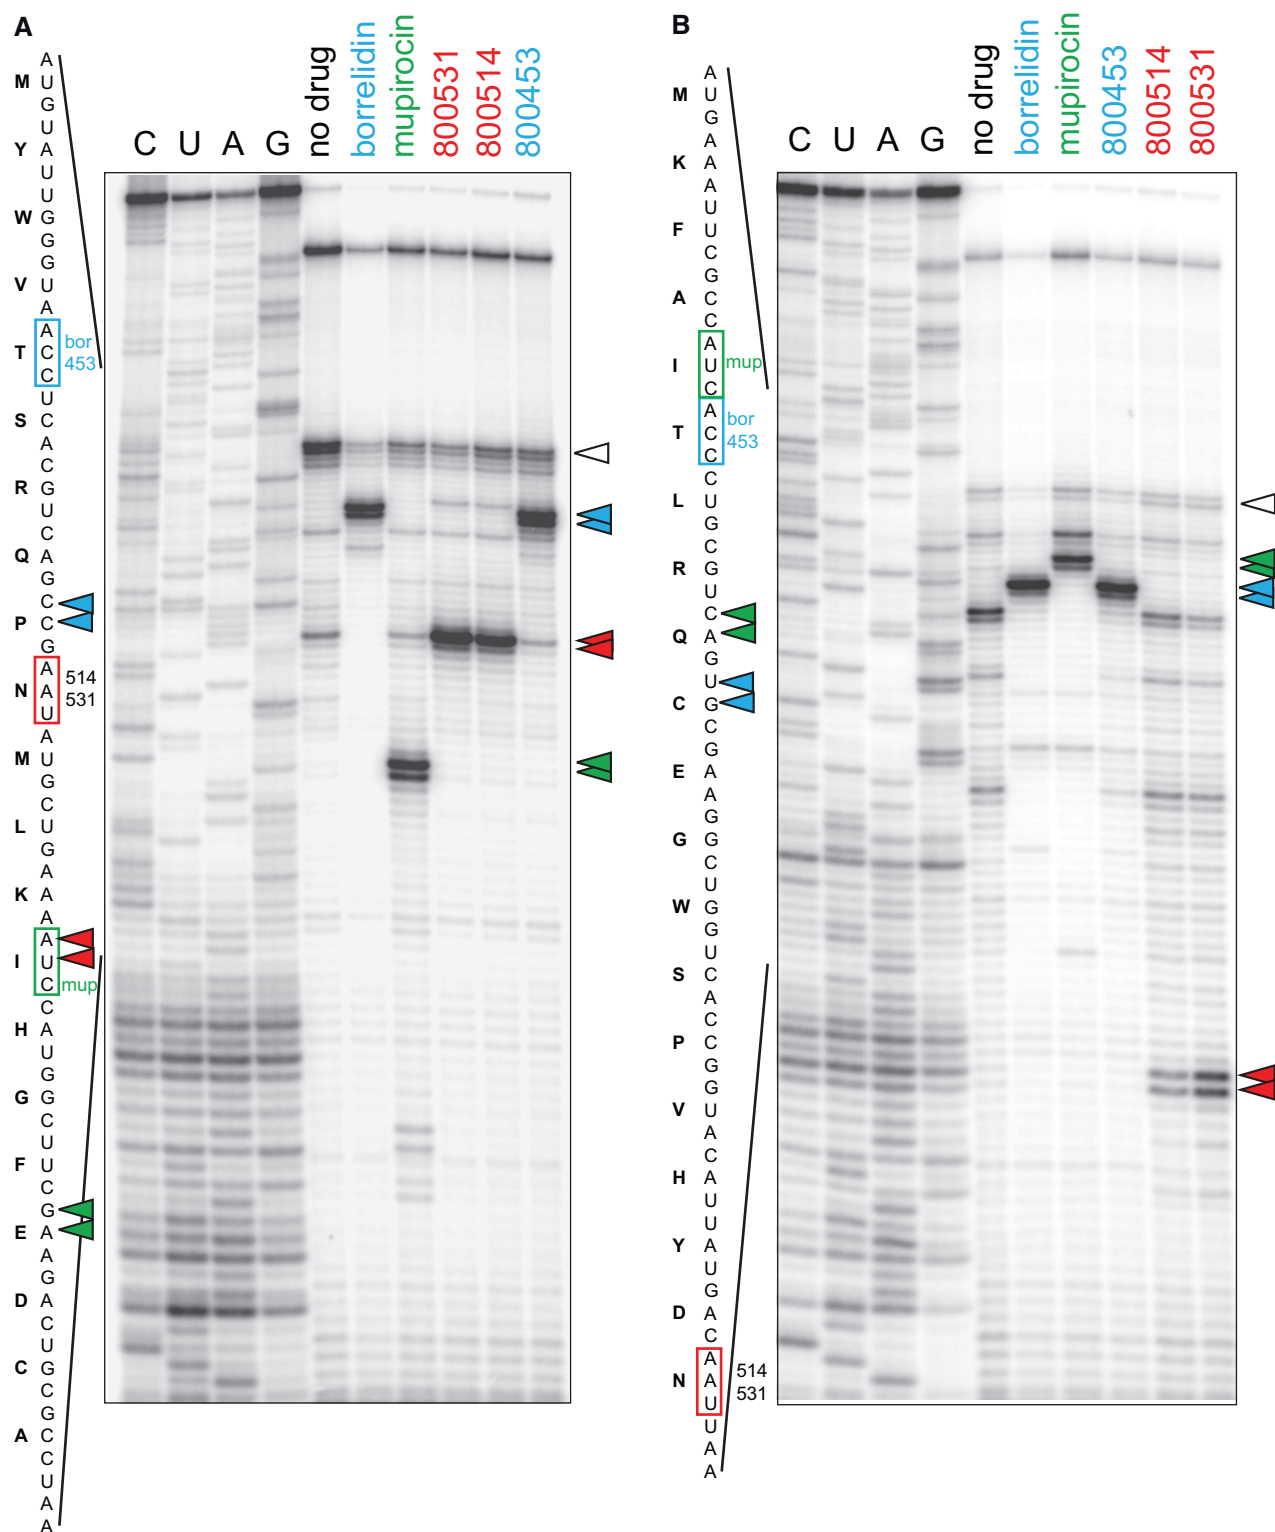 A
M Y W V T S R Q P N M L K I H G F E D C A
A U G U A U U G G G U A A C C U C A C G U C A G C C G A A U A U G C U G A A A A U C C A U G G C U U C G A A G A C U G C G C C U A A
bor
453
514
531
mup
C U A G
no drug
borrelidin
mupirocin
800531
800514
800453
B
M K F A I T L R Q C E G W S P V H Y D N
A U G A A A U U C G C C A U C A C C C U G C G U C A G U G C G A A G G C U G G U C A C C G G U A C A U U A U G A C A A U U A A
mup
bor
453
514
531
C U A G
no drug
borrelidin
mupirocin
800453
800514
800531